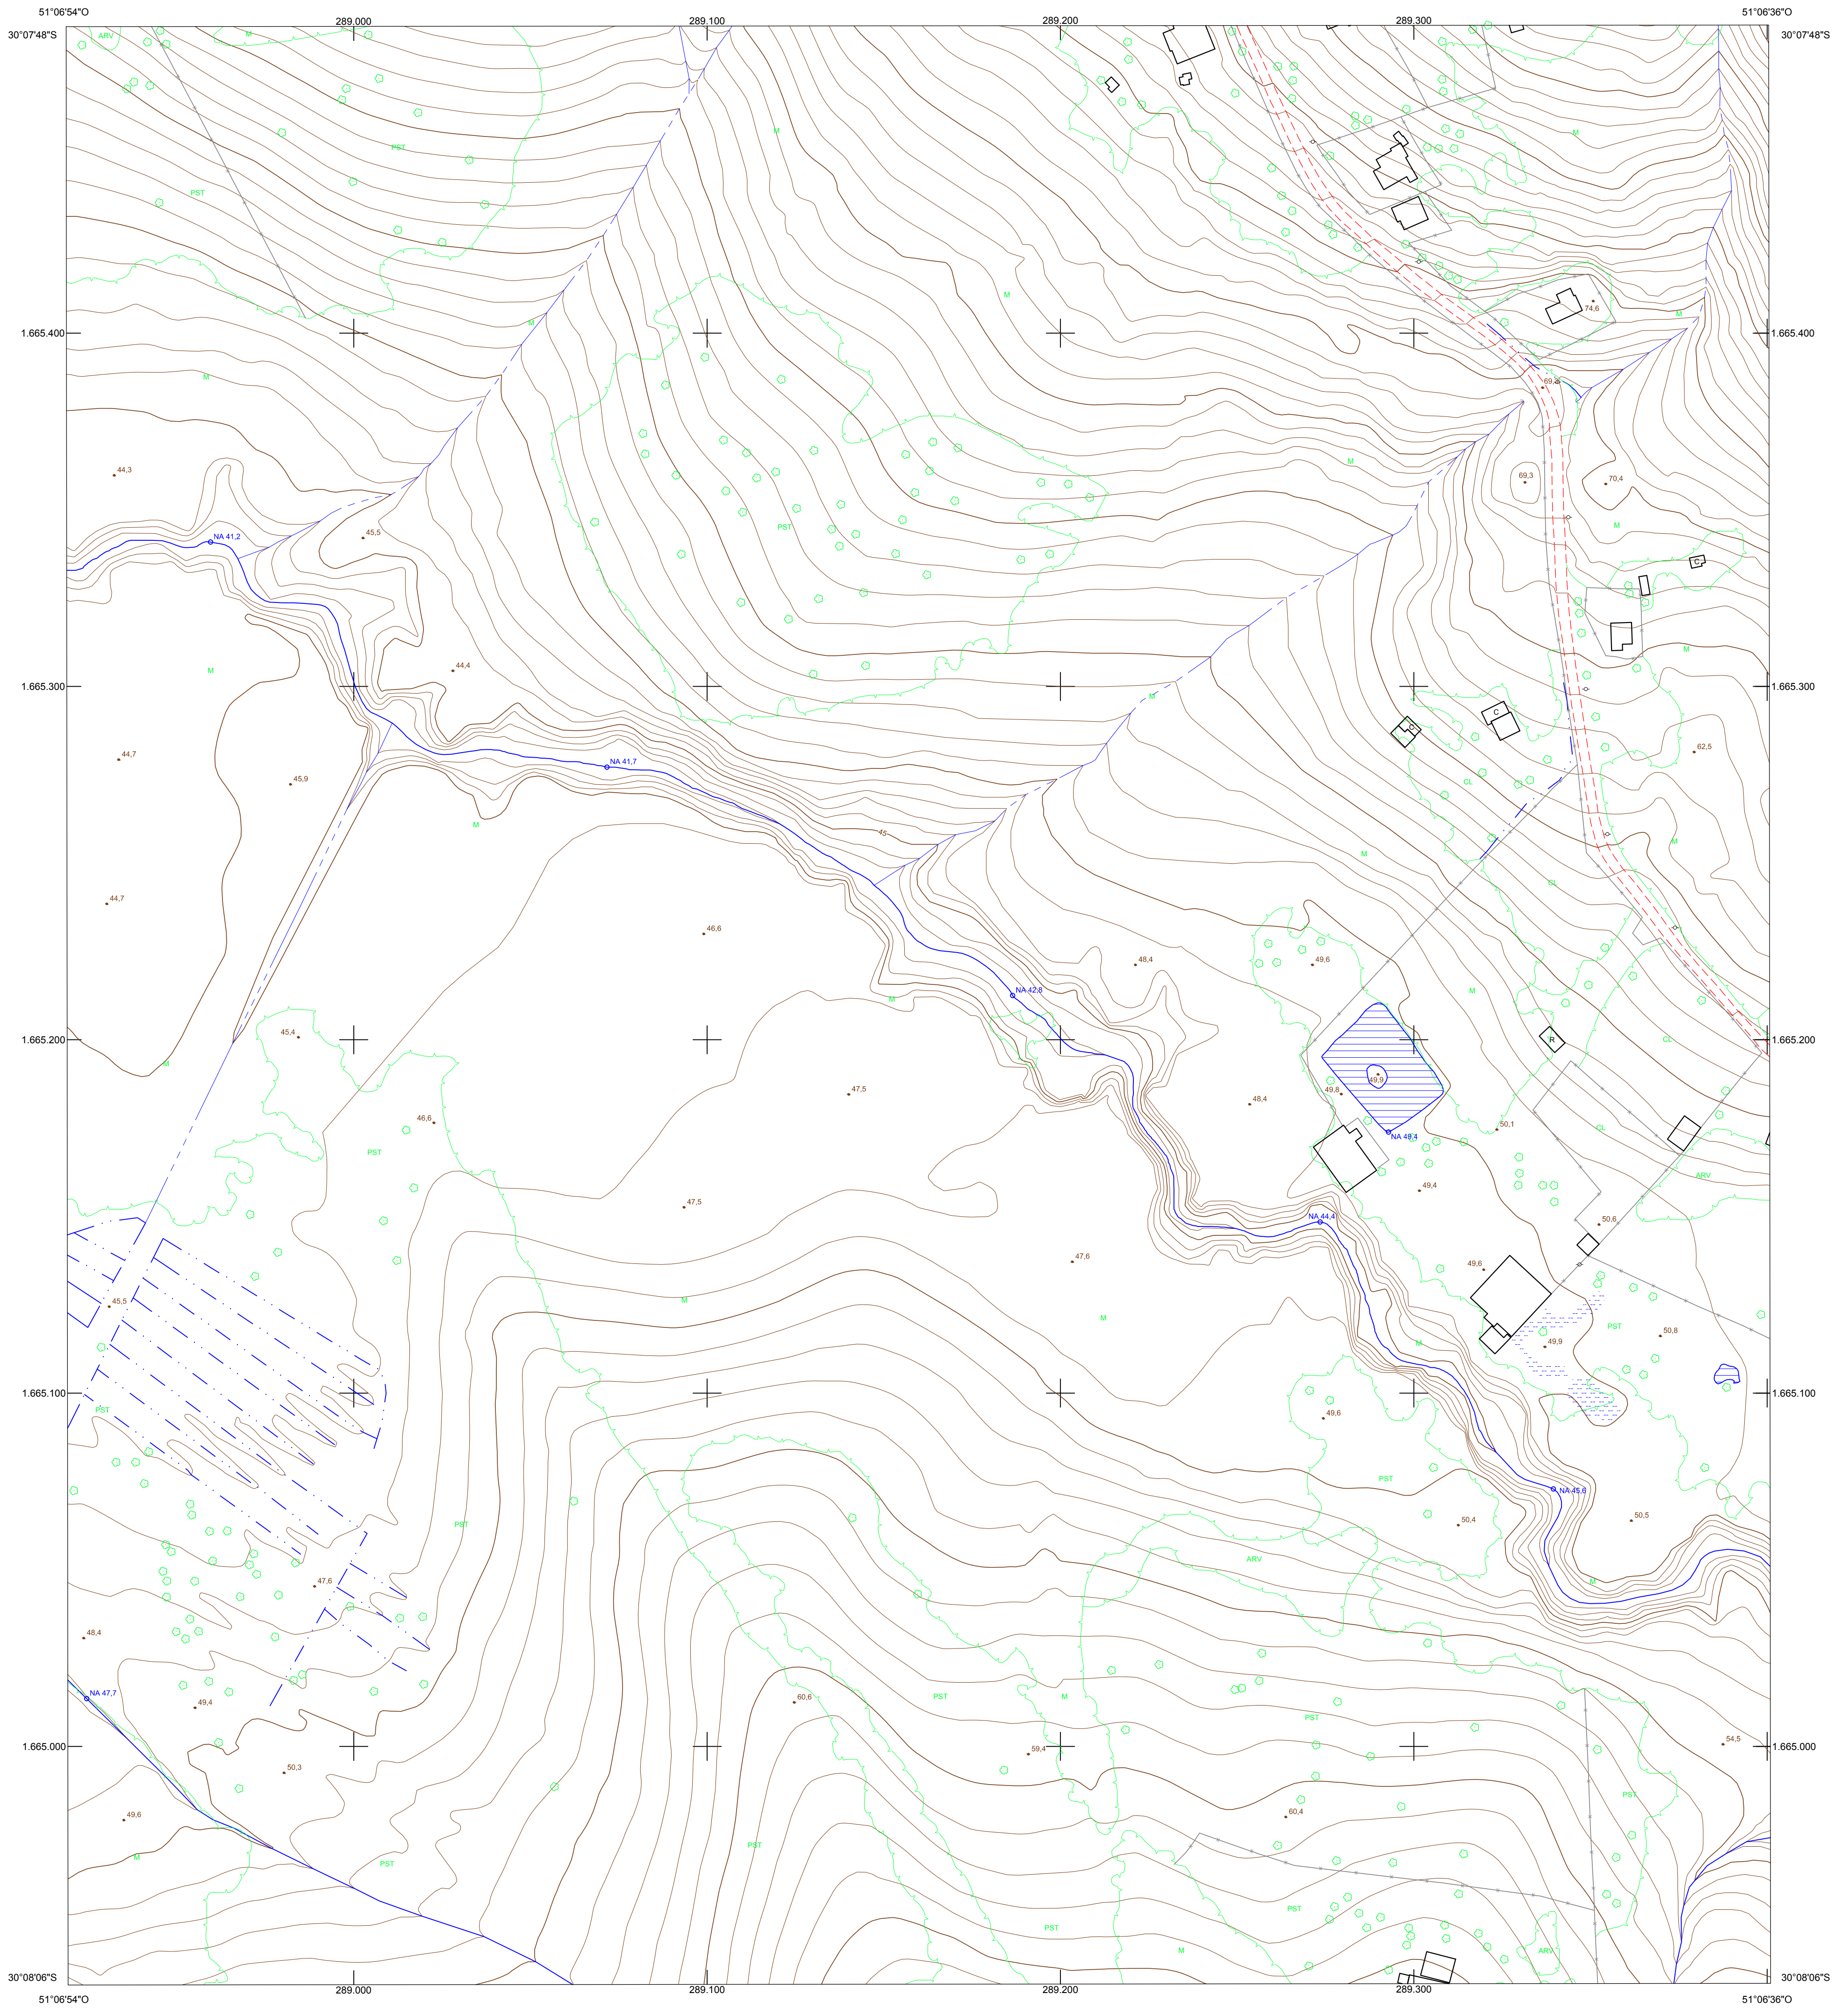 51°06'54"O
289.000
289.100
289.200
289.300
51°06'36"O
30°07'48"S
30°07'48"S
ARV
M
M
M
PST
PST
M
74,6
M
M
M
1.665.400
1.665.400
M
69,3
70,4
M
44,3
PST
M
NA 41,2
45,5
C
M
44,4
M
1.665.300
1.665.300
M
C
C
44,7
NA 41,7
62,5
45,9
CL
M
45
M
M
CL
44,7
46,6
48,4
49,6
NA 42,8
M
M
45,4
1.665.200
R
CL
1.665.200
M
49,9
47,5
49,8
48,4
46,6
50,1
CL
NA 49,4
PST
ARV
49,4
47,5
NA 44,4
50,6
47,6
49,6
M
45,5
M
PST
50,8
M
49,9
1.665.100
1.665.100
PST
49,6
PST
NA 45,6
PST
50,4
50,5
ARV
M
47,6
48,4
NA 47,7
PST
M
60,6
49,4
PST
1.665.000
59,4
54,5
1.665.000
50,3
PST
49,6
60,4
PST
M
PST
PST
PST
M
ARV
30°08'06"S
30°08'06"S
51°06'54"O
289.000
289.100
289.200
289.300
51°06'36"O